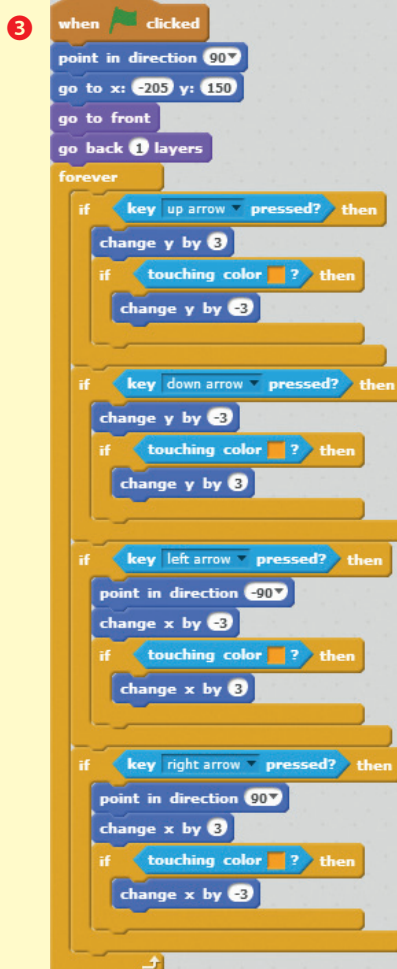 3
when clicked
point in direction 90
go to x: -205 y: 150
go to front
go back 1 layers
forever
if key up arrow pressed? then
change y by 3
if touching color ? then
change y by -3
if key down arrow pressed? then
change y by -3
if touching color ? then
change y by 3
if key left arrow pressed? then
point in direction -90
change x by -3
if touching color ? then
change x by 3
if key right arrow pressed? then
point in direction 90
change x by 3
if touching color ? then
change x by -3